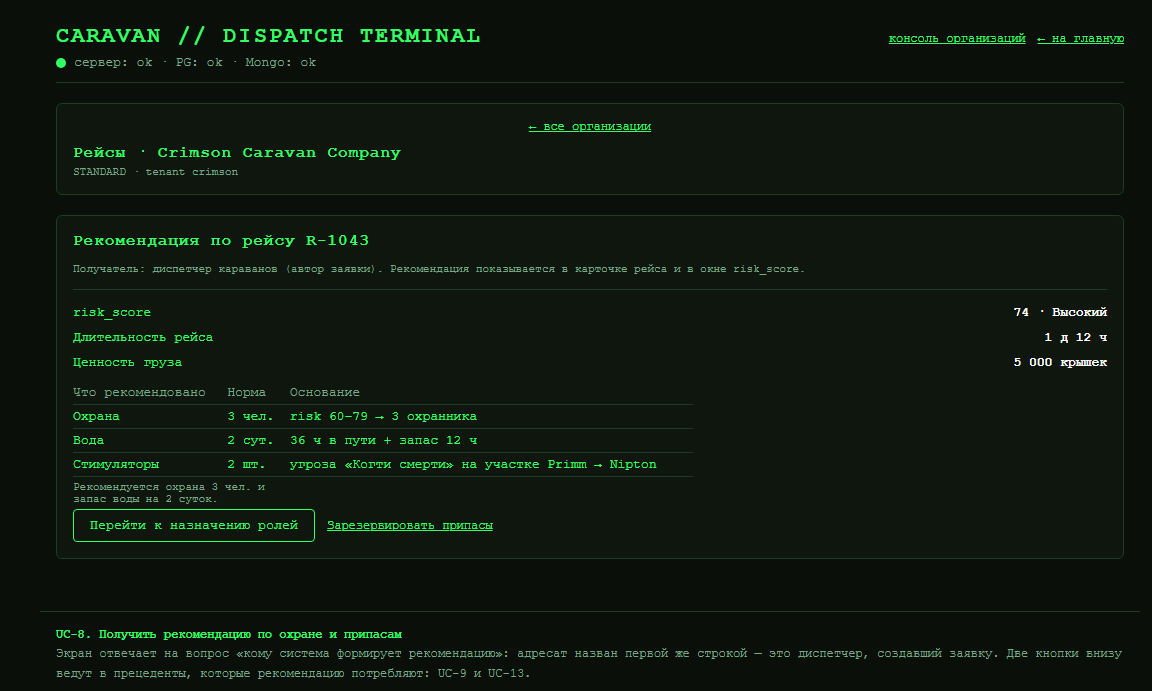 CARAVAN // DISPATCH TERMINAL
консоль организаций ← на главную
сервер: ok · PG: ok · Mongo: ok
← все организации
Рейсы · Crimson Caravan Company
STANDARD · tenant crimson
Рекомендация по рейсу R-1043
Получатель: диспетчер караванов (автор заявки). Рекомендация показывается в карточке рейса и в окне risk_score.
risk_score 74 · Высокий
Длительность рейса 1 д 12 ч
Ценность груза 5 000 крышек
Что рекомендовано Норма Основание
Охрана 3 чел. risk 60–79 → 3 охранника
Вода 2 сут. 36 ч в пути + запас 12 ч
Стимуляторы 2 шт. угроза «Когти смерти» на участке Primm → Nipton
Рекомендуется охрана 3 чел. и
запас воды на 2 суток.
Перейти к назначению ролей Зарезервировать припасы
UC-8. Получить рекомендацию по охране и припасам
Экран отвечает на вопрос «кому система формирует рекомендацию»: адресат назван первой же строкой — это диспетчер, создавший заявку. Две кнопки внизу
ведут в прецеденты, которые рекомендацию потребляют: UC-9 и UC-13.